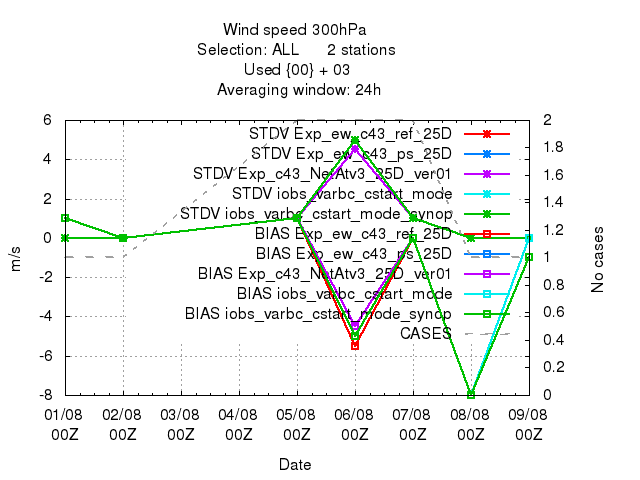 Wind speed 300hPa
Selection: ALL 2 stations
Used {00} + 03
Averaging window: 24h
6 2
STDV Exp_ew_c43_ref_25D
1.8
STDV Exp_ew_c43_ps_25D
4
1.6
STDV Exp_c43_NetAtv3_25D_ver01
STDV iobs_varbc_cstart_mode
2 1.4
STDV iobs_varbc_cstart_mode_synop
1.2
BIAS Exp_ew_c43_ref_25D
0
BIAS Exp_ew_c43_ps_25D
1
BIAS Exp_c43_NetAtv3_25D_ver01
-2 0.8
BIAS iobs_varbc_cstart_mode
BIAS iobs_varbc_cstart_mode_synop
-4 0.6
CASES
0.4
-6
0.2
-8 0
m/s
No cases
01/08 02/08 03/08 04/08 05/08 06/08 07/08 08/08 09/08
00Z 00Z 00Z 00Z 00Z 00Z 00Z 00Z 00Z
Date